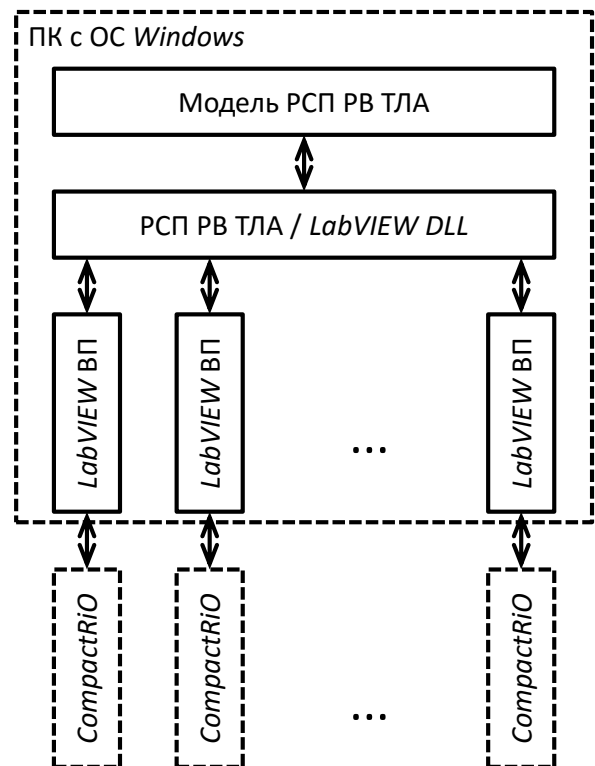 ПК с ОС Windows
Модель РСП РВ ТЛА
РСП РВ ТЛА / LabVIEW DLL
LabVIEW ВП
LabVIEW ВП
...
LabVIEW ВП
CompactRiO
CompactRiO
...
CompactRiO